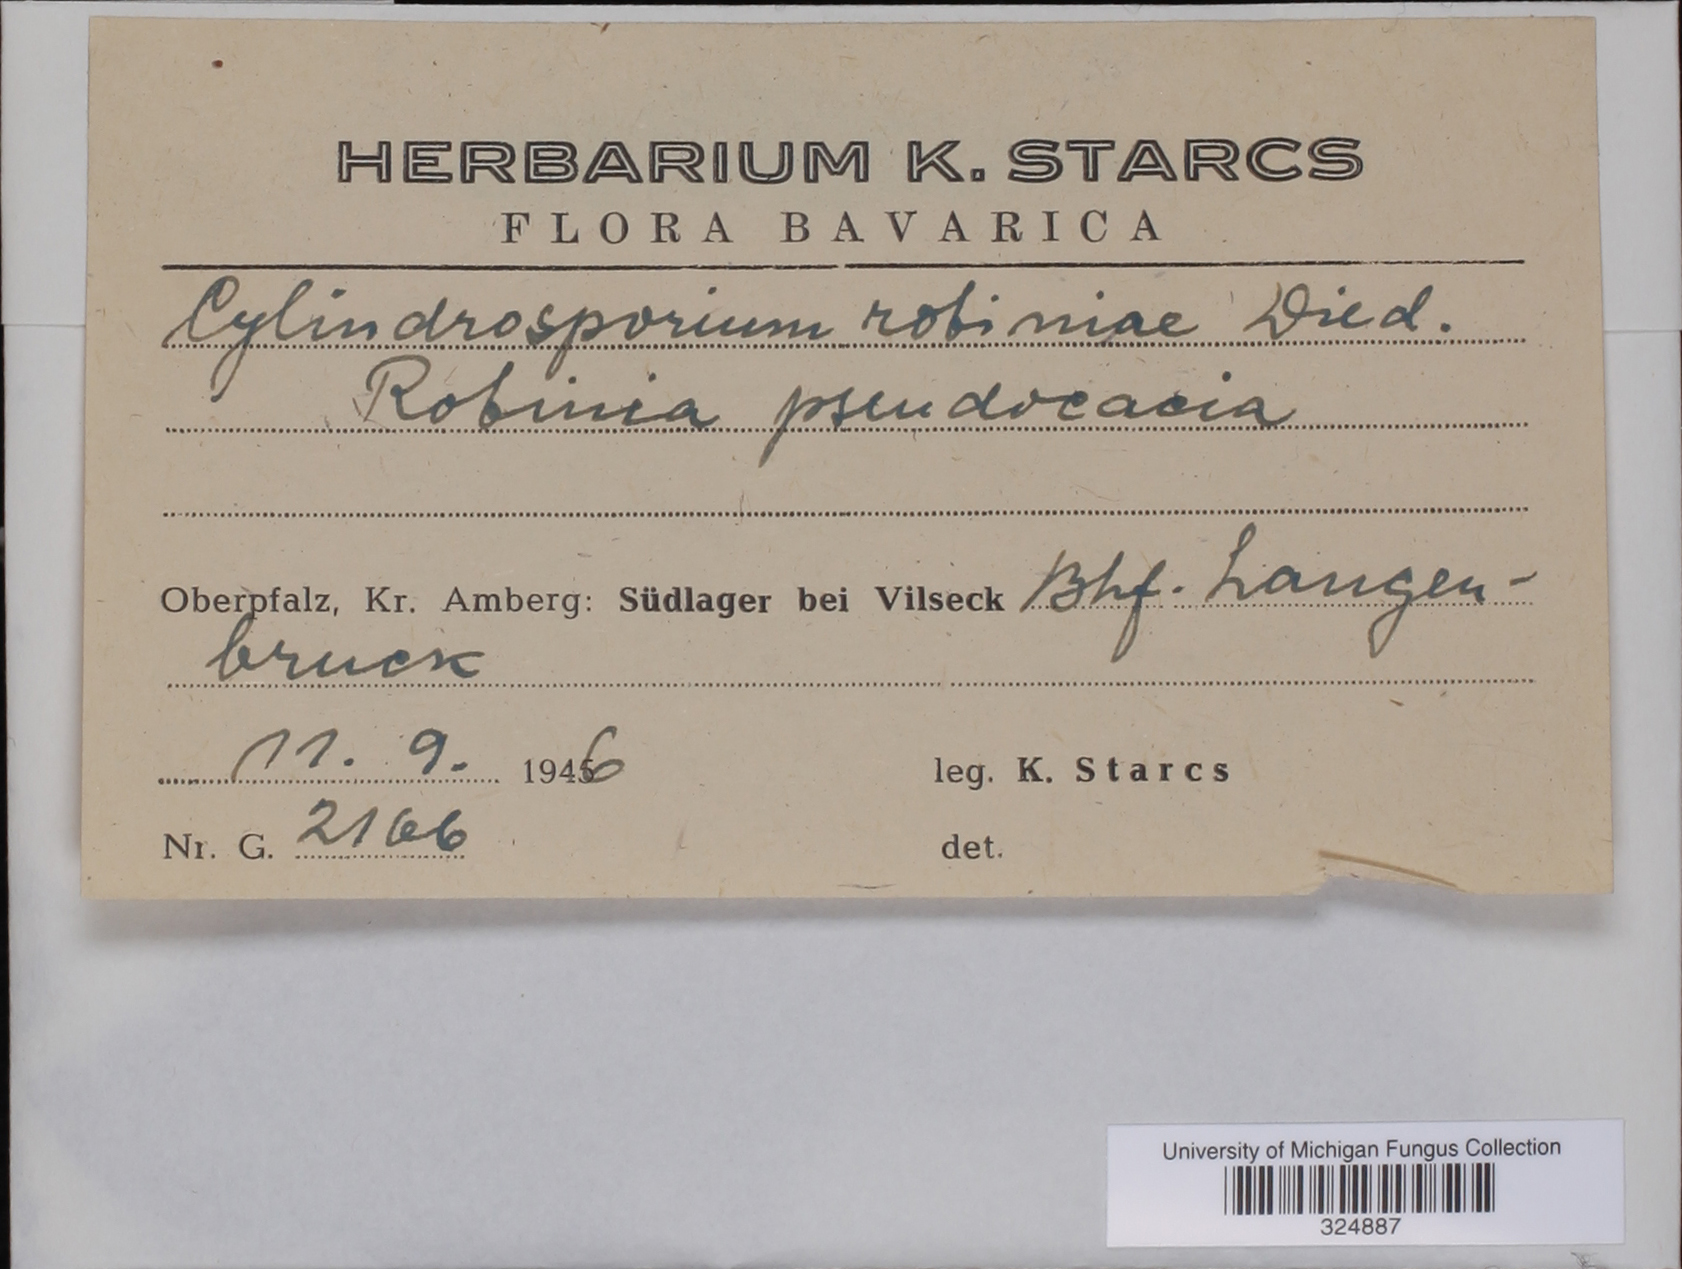 HERBARIUM K. STARCS
FLORA BAVARICA
Cylindrosporium robiniae Died.
Robinia pseudocacia
Oberpfalz, Kr. Amberg: Südlager bei Vilseck Bhf. Langen-
bruck
11. 9. 1946 leg. K. Starcs
Nr. G. 2166 det.
University of Michigan Fungus Collection
324887